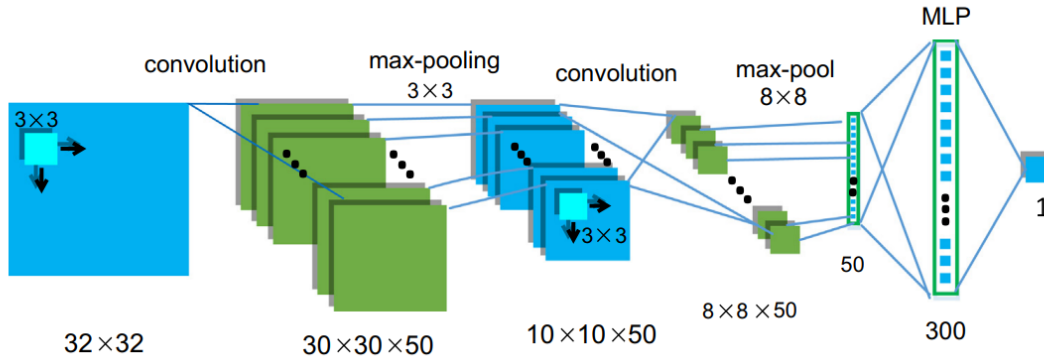 MLP
convolution
max-pooling
3×3
convolution
max-pool
8×8
3×3
3×3
50
1
32×32
30×30×50
10×10×50
8×8×50
300